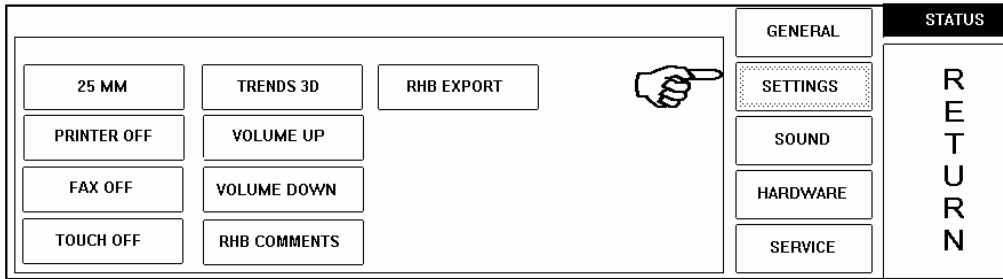 25 MM
PRINTER OFF
FAX OFF
TOUCH OFF
TRENDS 3D
VOLUME UP
VOLUME DOWN
RHB COMMENTS
RHB EXPORT
GENERAL
SETTINGS
SOUND
HARDWARE
SERVICE
STATUS
RETURN